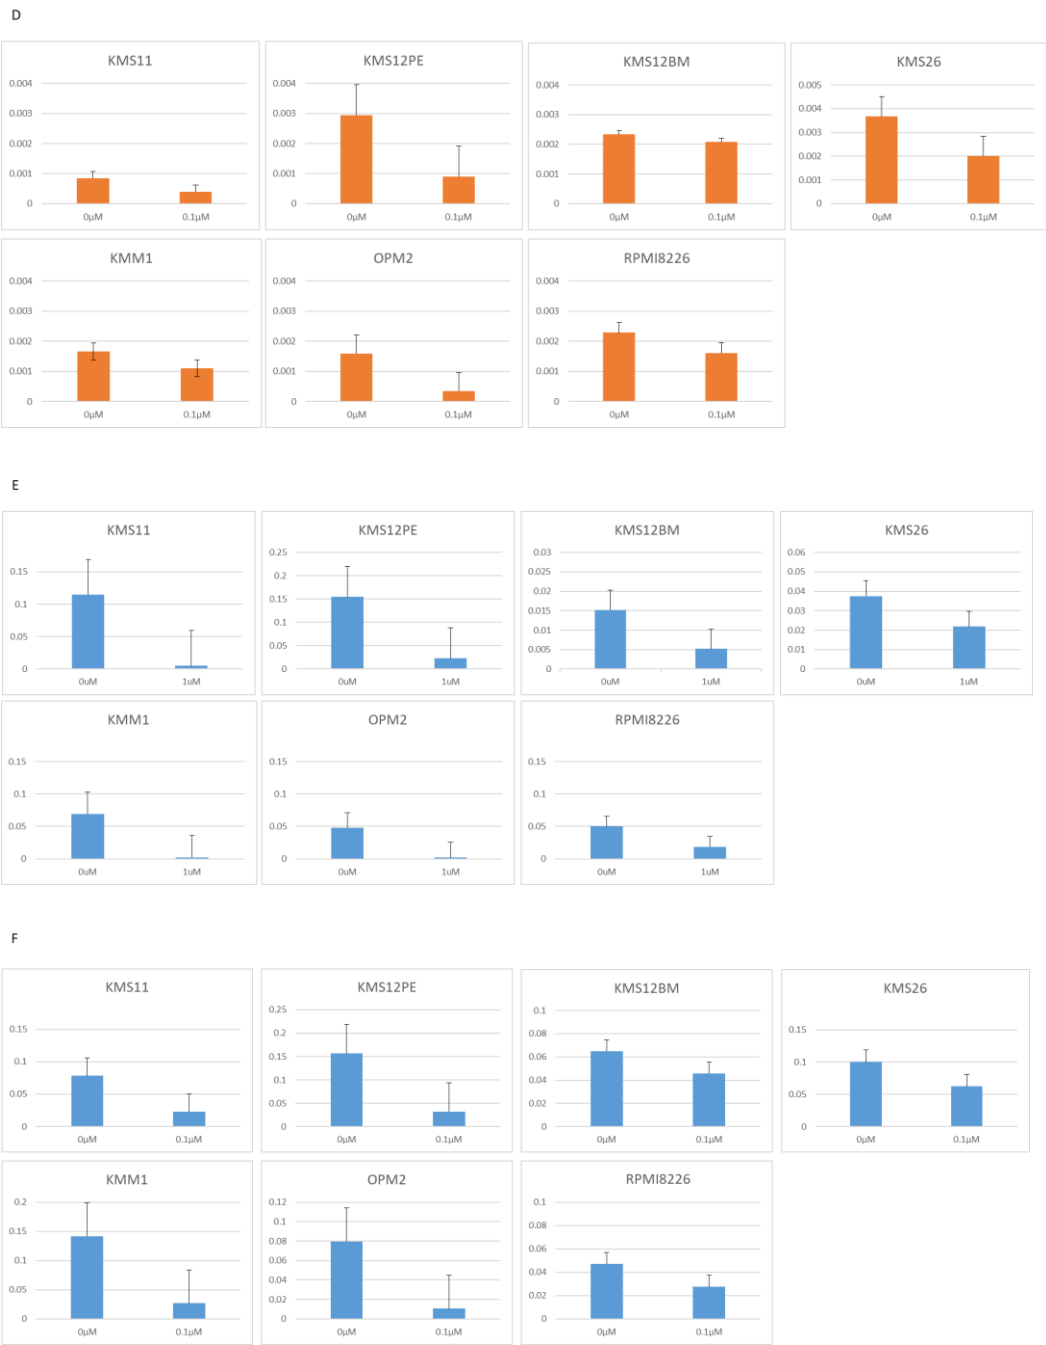 D
KMS11 KMS12PE KMS12BM KMS26
0.004 0.004 0.004 0.005
0.003 0.003 0.003 0.004
0.002 0.002 0.002 0.003
0.001 0.001 0.001 0.002
0 0 0 0.001
0
0μM 0.1μM 0μM 0.1μM 0μM 0.1μM 0μM 0.1μM
KMM1 OPM2 RPMI8226
0.004 0.004 0.004
0.003 0.003 0.003
0.002 0.002 0.002
0.001 0.001 0.001
0 0 0
0μM 0.1μM 0μM 0.1μM 0μM 0.1μM
E
KMS11 KMS12PE KMS12BM KMS26
0.15 0.25 0.03 0.06
0.1 0.2 0.025 0.05
0.05 0.15 0.02 0.04
0 0.1 0.015 0.03
0.05 0.01 0.02
0 0.005 0.01
0 0
0uM 1uM 0uM 1uM 0uM 1uM 0uM 1uM
KMM1 OPM2 RPMI8226
0.15 0.15 0.15
0.1 0.1 0.1
0.05 0.05 0.05
0 0 0
0uM 1uM 0uM 1uM 0uM 1uM
F
KMS11 KMS12PE KMS12BM KMS26
0.15 0.25 0.1 0.15
0.1 0.2 0.08 0.1
0.05 0.15 0.06 0.05
0 0.1 0.04 0
0.05 0.02
0 0
0μM 0.1μM 0μM 0.1μM 0μM 0.1μM 0μM 0.1μM
KMM1 OPM2 RPMI8226
0.2 0.12 0.1
0.15 0.1 0.08
0.1 0.08 0.06
0.05 0.06 0.04
0 0.04 0.02
0.02 0
0
0μM 0.1μM 0μM 0.1μM 0μM 0.1μM